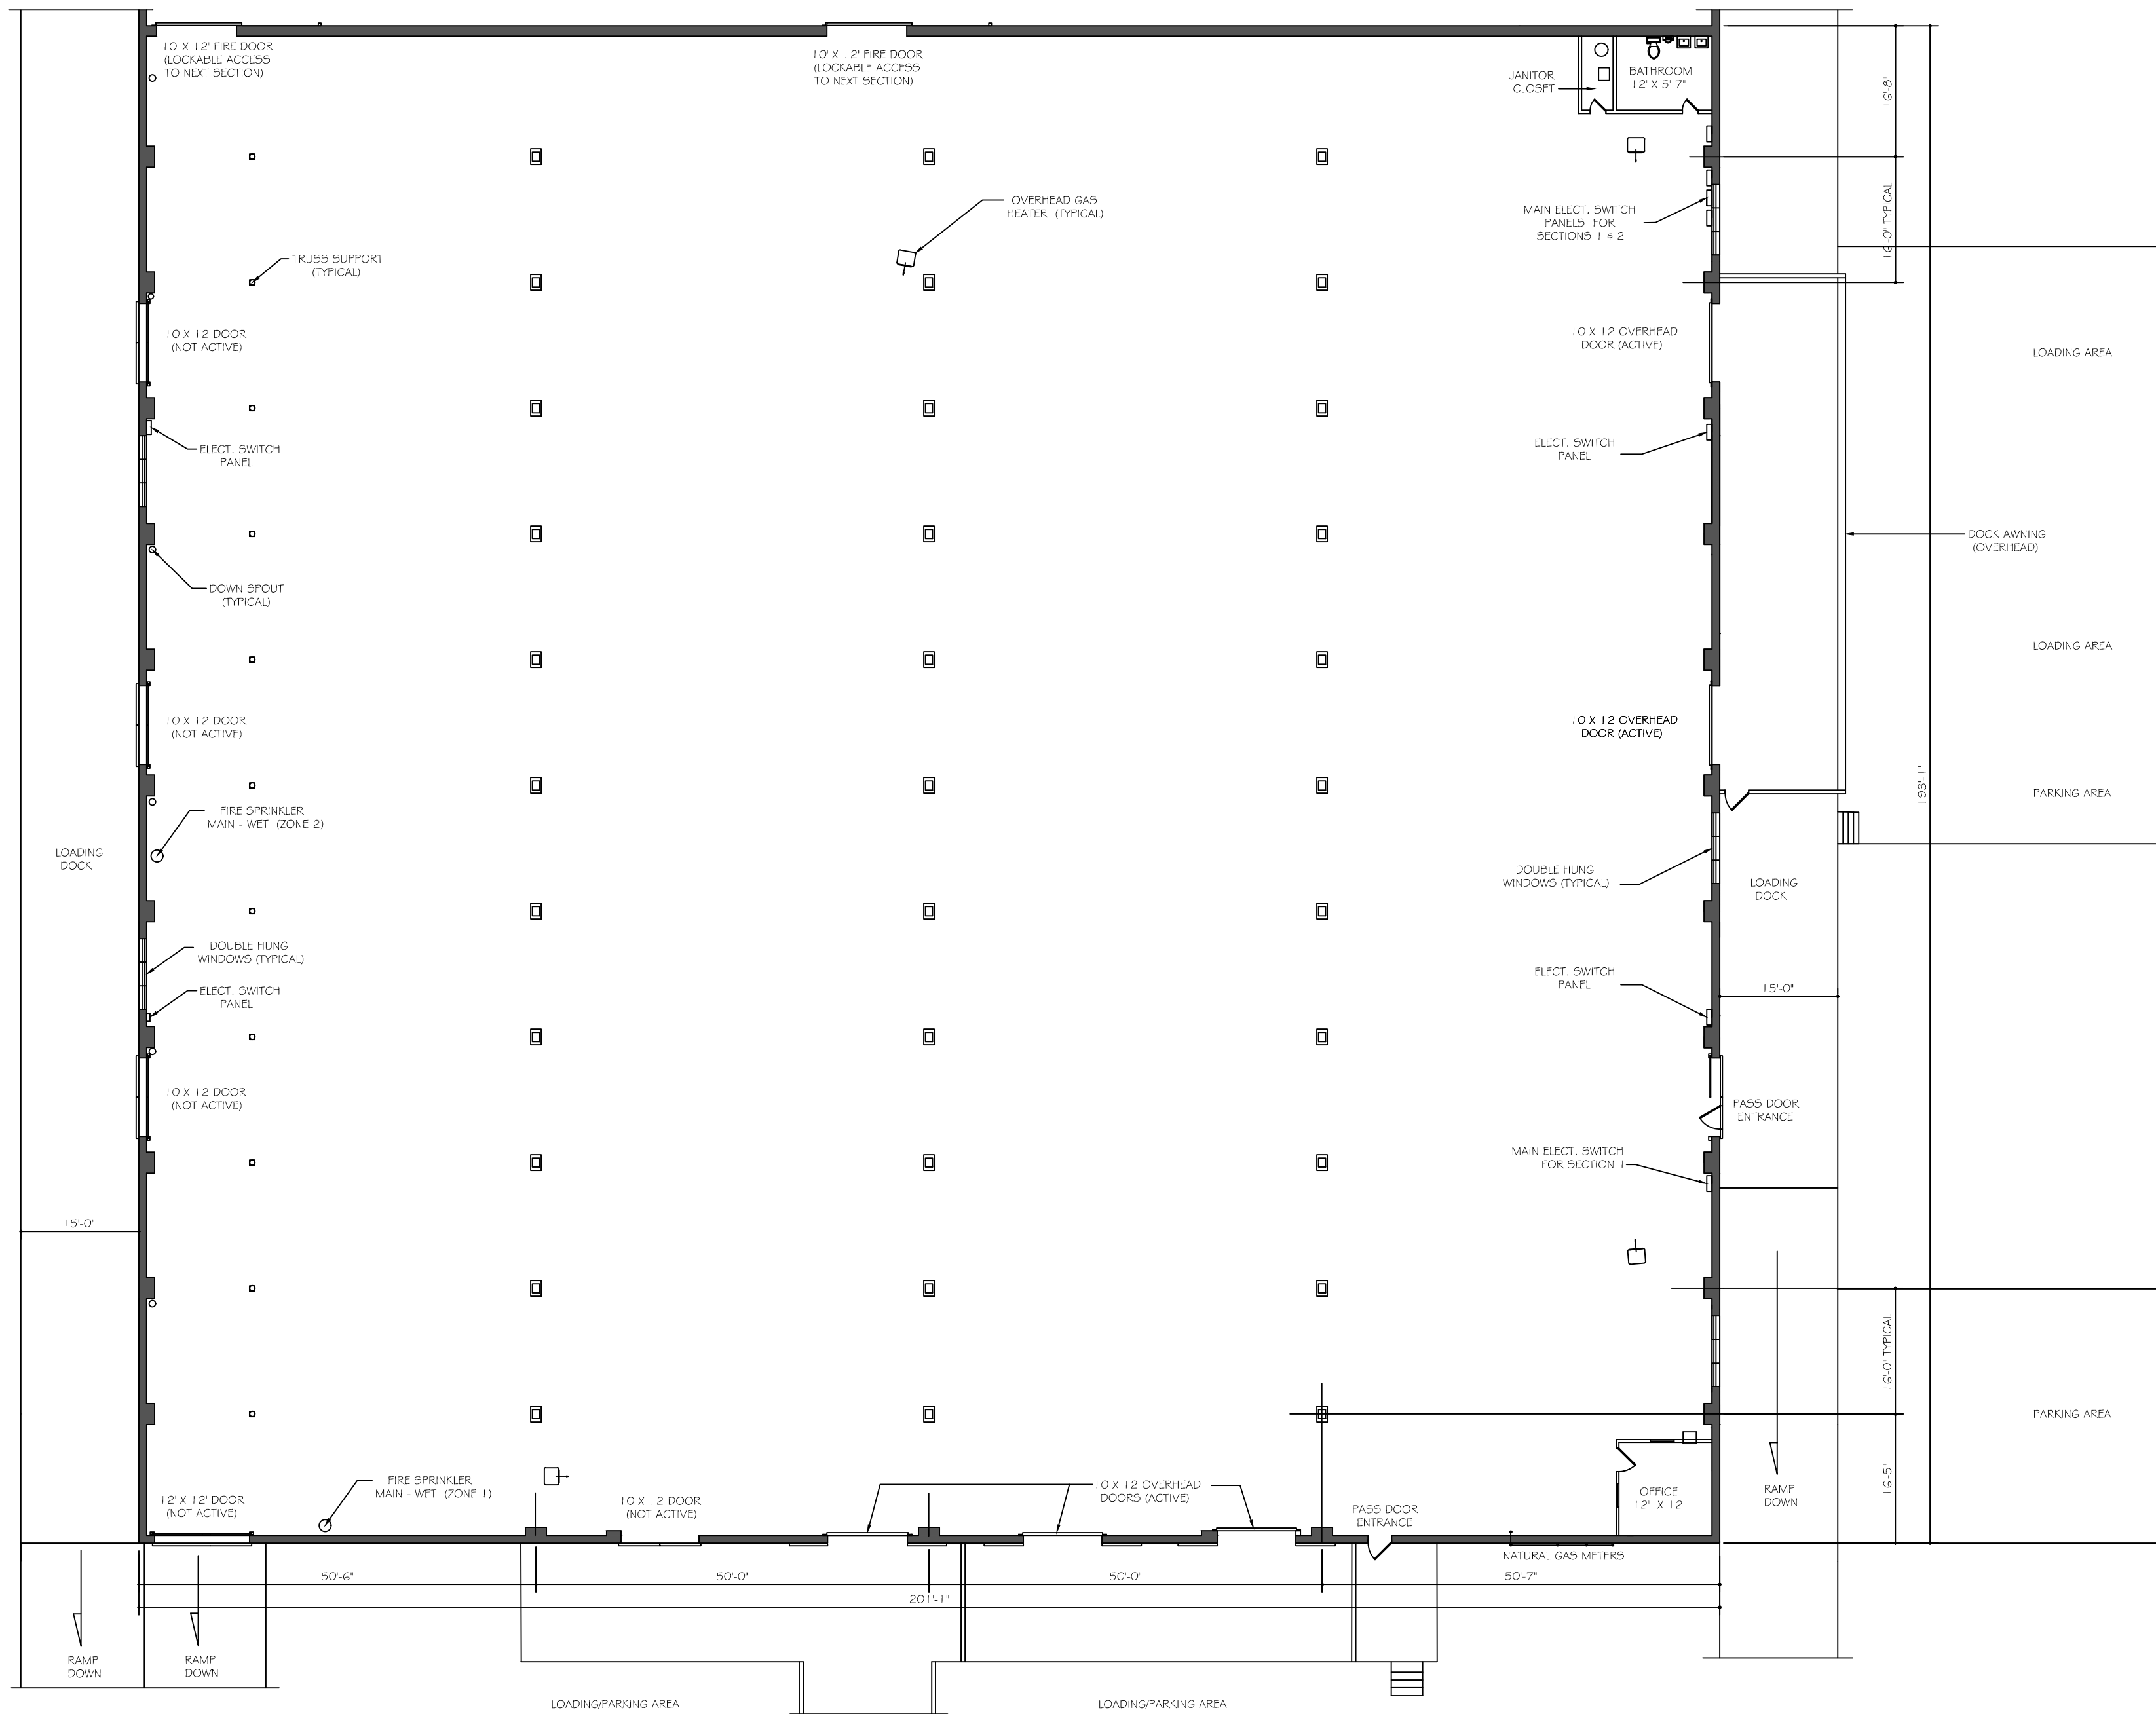 10' X 12' FIRE DOOR
(LOCKABLE ACCESS
TO NEXT SECTION)
10' X 12' FIRE DOOR
(LOCKABLE ACCESS
TO NEXT SECTION)
JANITOR
CLOSET
BATHROOM
12' X 5' 7"
16'-8"
OVERHEAD GAS
HEATER (TYPICAL)
MAIN ELECT. SWITCH
PANELS FOR
SECTIONS 1 & 2
16'-0" TYPICAL
TRUSS SUPPORT
(TYPICAL)
10 X 12 DOOR
(NOT ACTIVE)
10 X 12 OVERHEAD
DOOR (ACTIVE)
LOADING AREA
ELECT. SWITCH
PANEL
ELECT. SWITCH
PANEL
DOCK AWNING
(OVERHEAD)
DOWN SPOUT
(TYPICAL)
LOADING AREA
10 X 12 DOOR
(NOT ACTIVE)
10 X 12 OVERHEAD
DOOR (ACTIVE)
193'-1"
PARKING AREA
FIRE SPRINKLER
MAIN - WET (ZONE 2)
LOADING
DOCK
DOUBLE HUNG
WINDOWS (TYPICAL)
LOADING
DOCK
DOUBLE HUNG
WINDOWS (TYPICAL)
ELECT. SWITCH
PANEL
ELECT. SWITCH
PANEL
15'-0"
10 X 12 DOOR
(NOT ACTIVE)
PASS DOOR
ENTRANCE
MAIN ELECT. SWITCH
FOR SECTION 1
15'-0"
16'-0" TYPICAL
PARKING AREA
FIRE SPRINKLER
MAIN - WET (ZONE 1)
12' X 12' DOOR
(NOT ACTIVE)
10 X 12 DOOR
(NOT ACTIVE)
10 X 12 OVERHEAD
DOORS (ACTIVE)
PASS DOOR
ENTRANCE
OFFICE
12' X 12'
RAMP
DOWN
16'-5"
NATURAL GAS METERS
50'-6"
50'-0"
50'-0"
50'-7"
201'-1"
RAMP
DOWN
RAMP
DOWN
LOADING/PARKING AREA
LOADING/PARKING AREA